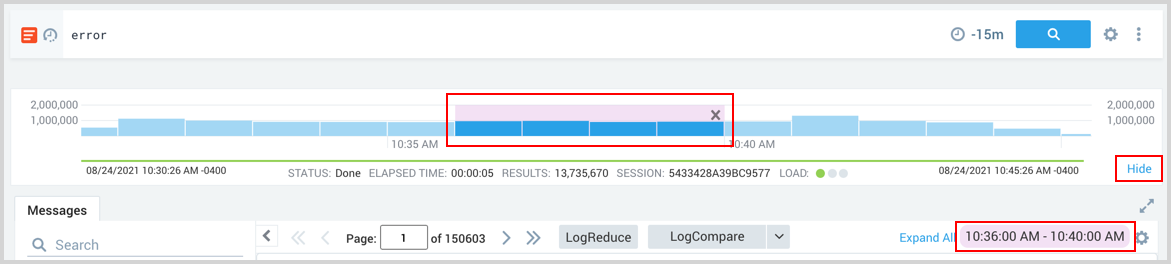 error
-15m
2,000,000
1,000,000
2,000,000
1,000,000
10:35 AM
10:40 AM
08/24/2021 10:30:26 AM -0400
STATUS: Done ELAPSED TIME: 00:00:05 RESULTS: 13,735,670 SESSION: 5433428A39BC9577 LOAD:
08/24/2021 10:45:26 AM -0400
Hide
Messages
Search
Page: 1 of 150603
LogReduce
LogCompare
Expand All
10:36:00 AM - 10:40:00 AM